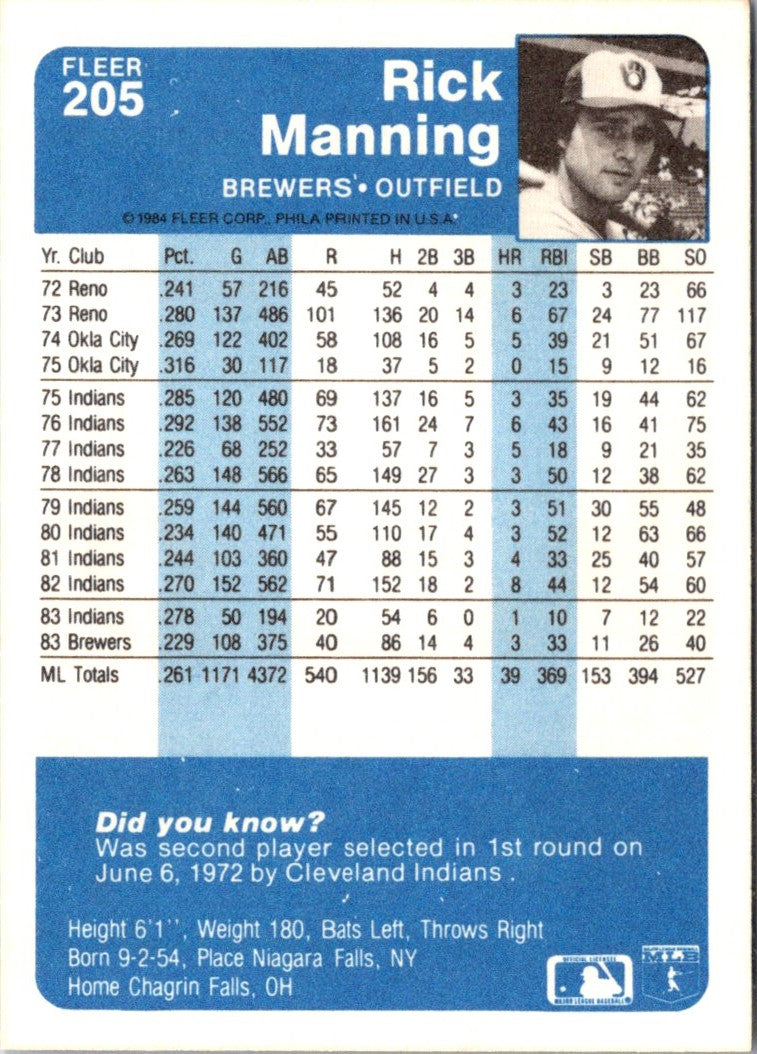 FLEER
205
Rick
Manning
BREWERS • OUTFIELD
© 1984 FLEER CORP., PHILA PRINTED IN U.S.A.
Yr. Club Pct. G AB R H 2B 3B HR RBI SB BB SO
72 Reno .241 57 216 45 52 4 4 3 23 3 23 66
73 Reno .280 137 486 101 136 20 14 6 67 24 77 117
74 Okla City .269 122 402 58 108 16 5 5 39 21 51 67
75 Okla City .316 30 117 18 37 5 2 0 15 9 12 16
75 Indians .285 120 480 69 137 16 5 3 35 19 44 62
76 Indians .292 138 552 73 161 24 7 6 43 16 41 75
77 Indians .226 68 252 33 57 7 3 5 18 9 21 35
78 Indians .263 148 566 65 149 27 3 3 50 12 38 62
79 Indians .259 144 560 67 145 12 2 3 51 30 55 48
80 Indians .234 140 471 55 110 17 4 3 52 12 63 66
81 Indians .244 103 360 47 88 15 3 4 33 25 40 57
82 Indians .270 152 562 71 152 18 2 8 44 12 54 60
83 Indians .278 50 194 20 54 6 0 1 10 7 12 22
83 Brewers .229 108 375 40 86 14 4 3 33 11 26 40
ML Totals .261 1171 4372 540 1139 156 33 39 369 153 394 527
Did you know?
Was second player selected in 1st round on
June 6, 1972 by Cleveland Indians.
Height 6'1'', Weight 180, Bats Left, Throws Right
Born 9-2-54, Place Niagara Falls, NY
Home Chagrin Falls, OH
OFFICIAL LICENSEE
MAJOR LEAGUE BASEBALL
MLB